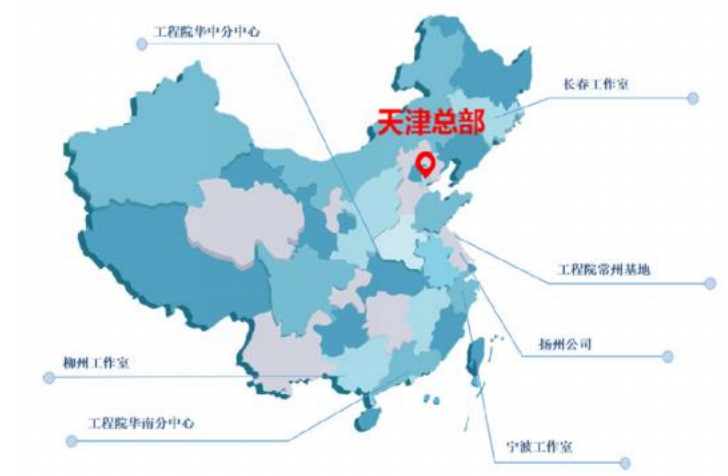 工程院华中分中心
长春工作室
天津总部
工程院常州基地
扬州公司
柳州工作室
工程院华南分中心
宁波工作室